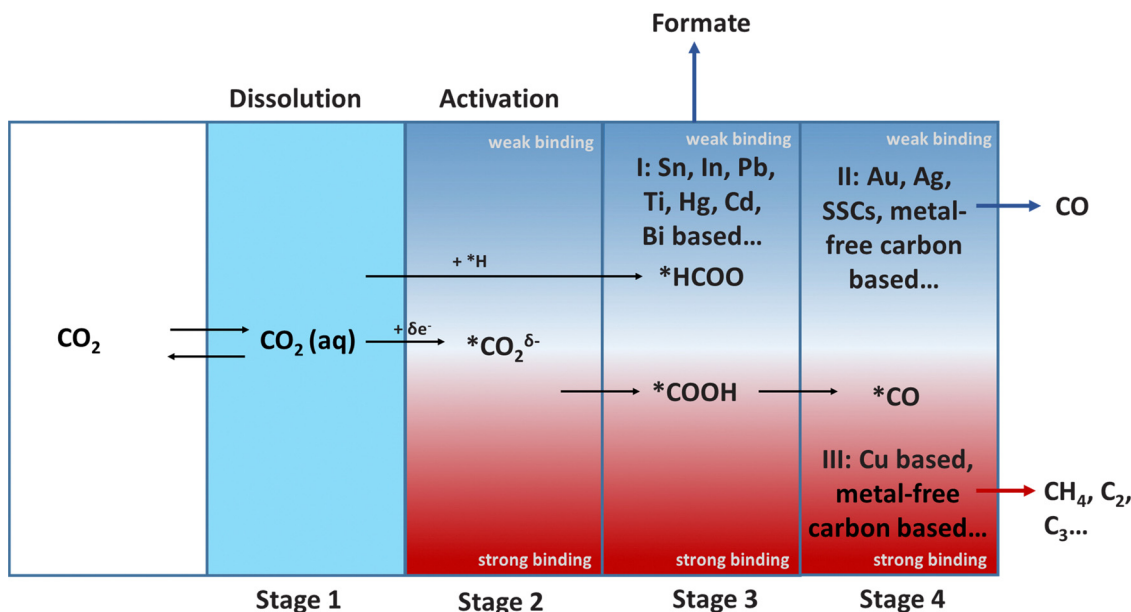 Formate
Dissolution
Activation
weak binding
weak binding
weak binding
I: Sn, In, Pb,
Ti, Hg, Cd,
Bi based...
II: Au, Ag,
SSCs, metal-
free carbon
based...
CO
+ *H
*HCOO
CO₂
CO₂ (aq)
+ δe⁻
*CO₂^δ-
*COOH
*CO
III: Cu based,
metal-free
carbon based...
CH₄, C₂,
C₃...
strong binding
strong binding
strong binding
Stage 1
Stage 2
Stage 3
Stage 4